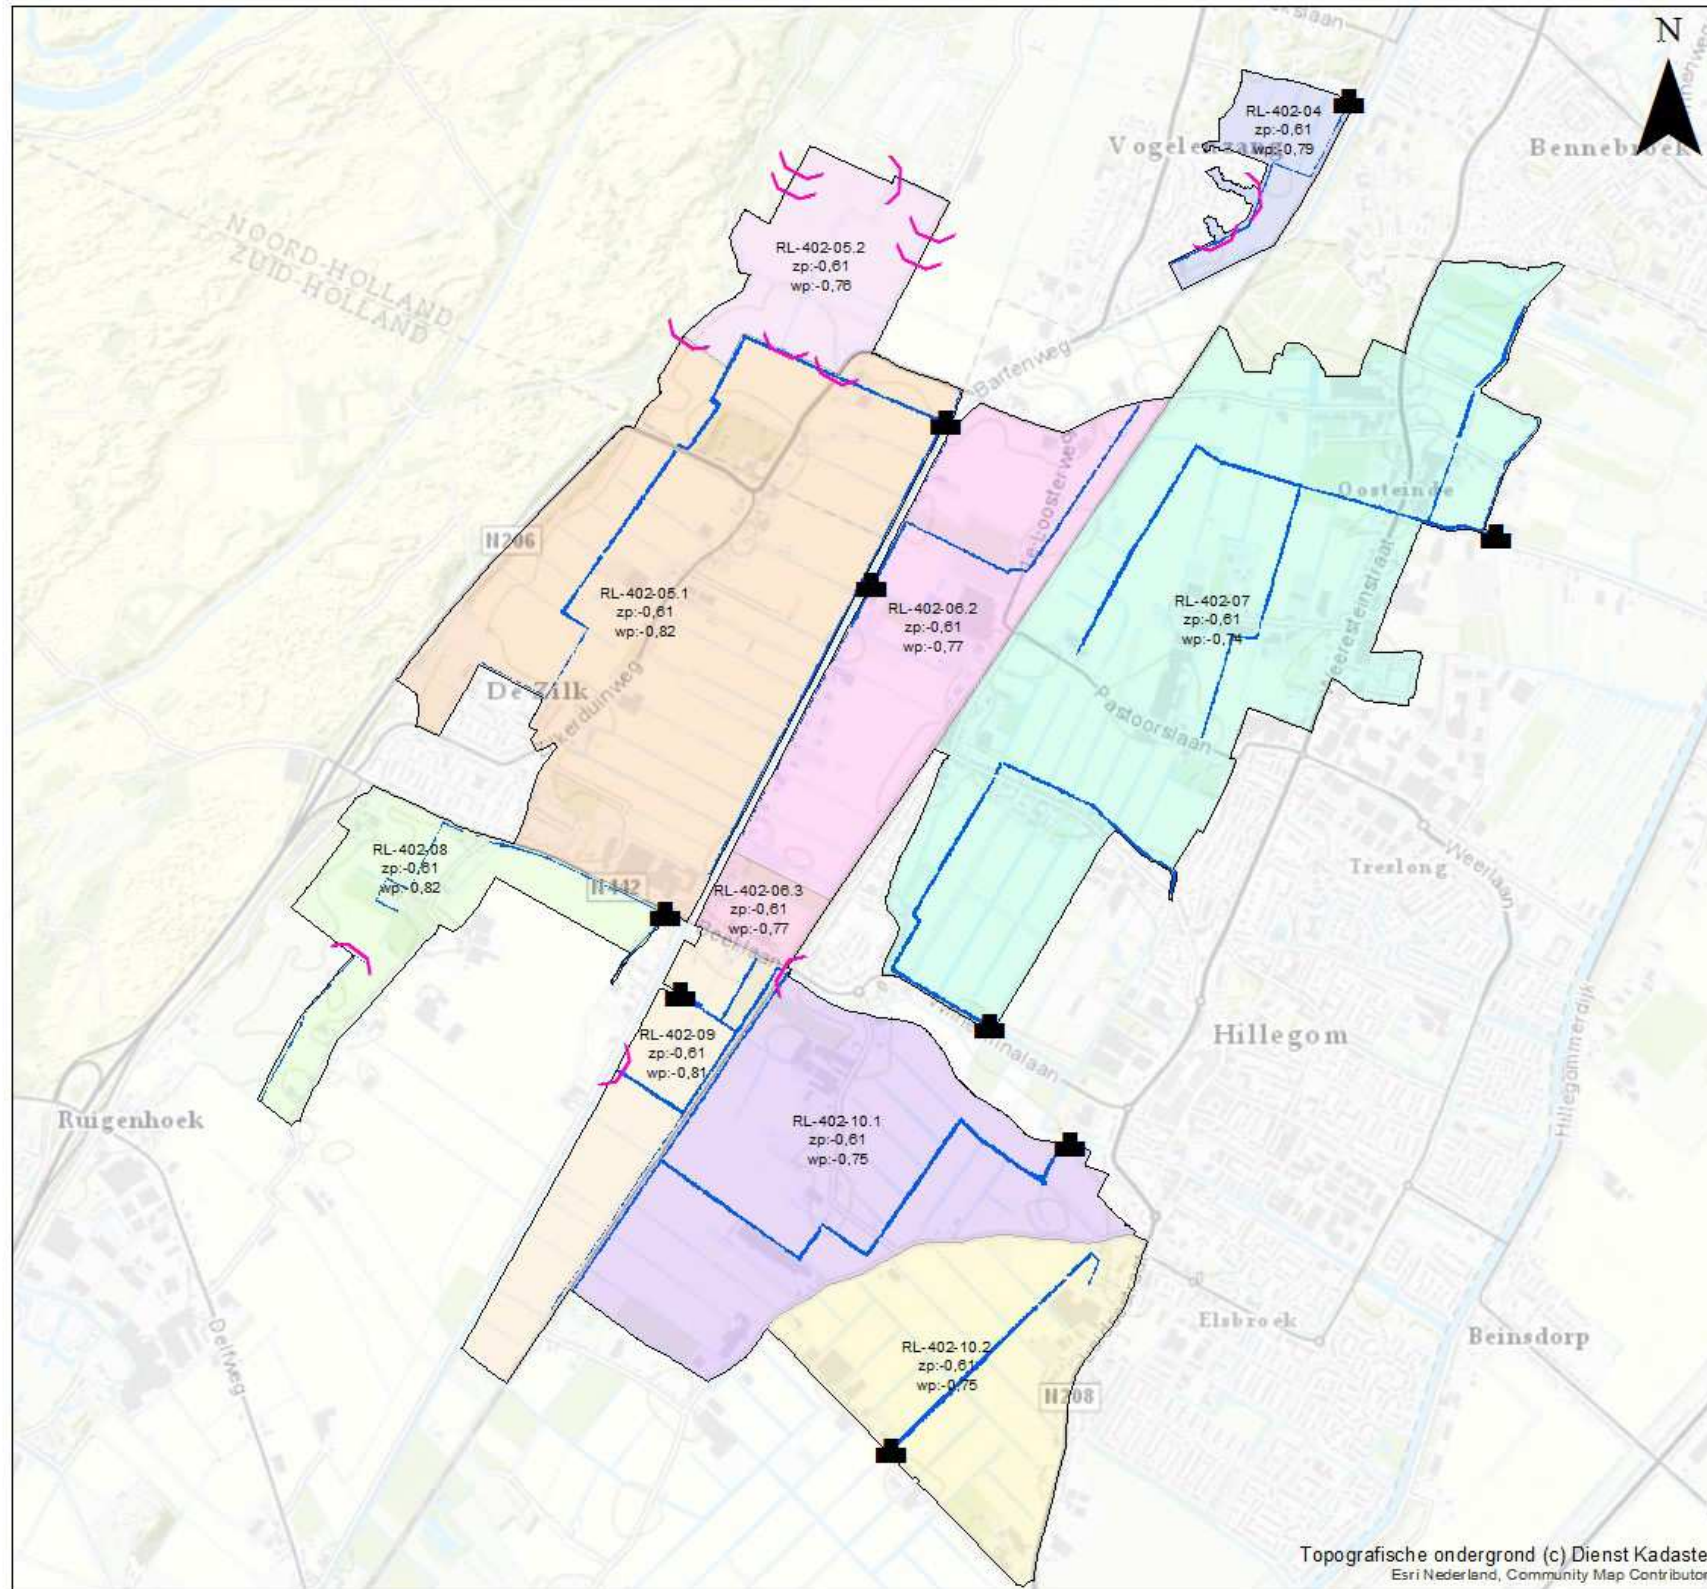 N
RL-402-04
zp:-0,61
wp:-0,79
Bennebroek
NOORD-HOLLAND
ZUID-HOLLAND
RL-402-05.2
zp:-0,61
wp:-0,76
Bartenweg
Oosteinde
N206
RL-402-05.1
zp:-0,61
wp:-0,82
RL-402-06.2
zp:-0,61
wp:-0,77
RL-402-07
zp:-0,61
wp:-0,74
Meeresteinstraat
De Zilk
Pastoorslaan
RL-402-08
zp:-0,61
wp:-0,82
N442
RL-402-06.3
zp:-0,61
wp:-0,77
Treslong
Weerlaan
RL-402-09
zp:-0,61
wp:-0,81
Hillegom
Hillegommerdijk
Ruigenhoek
RL-402-10.1
zp:-0,61
wp:-0,75
Delfweg
Elsbroek
Beinsdorp
RL-402-10.2
zp:-0,61
wp:-0,75
N208
Topografische ondergrond (c) Dienst Kadaste
Esri Nederland, Community Map Contributo